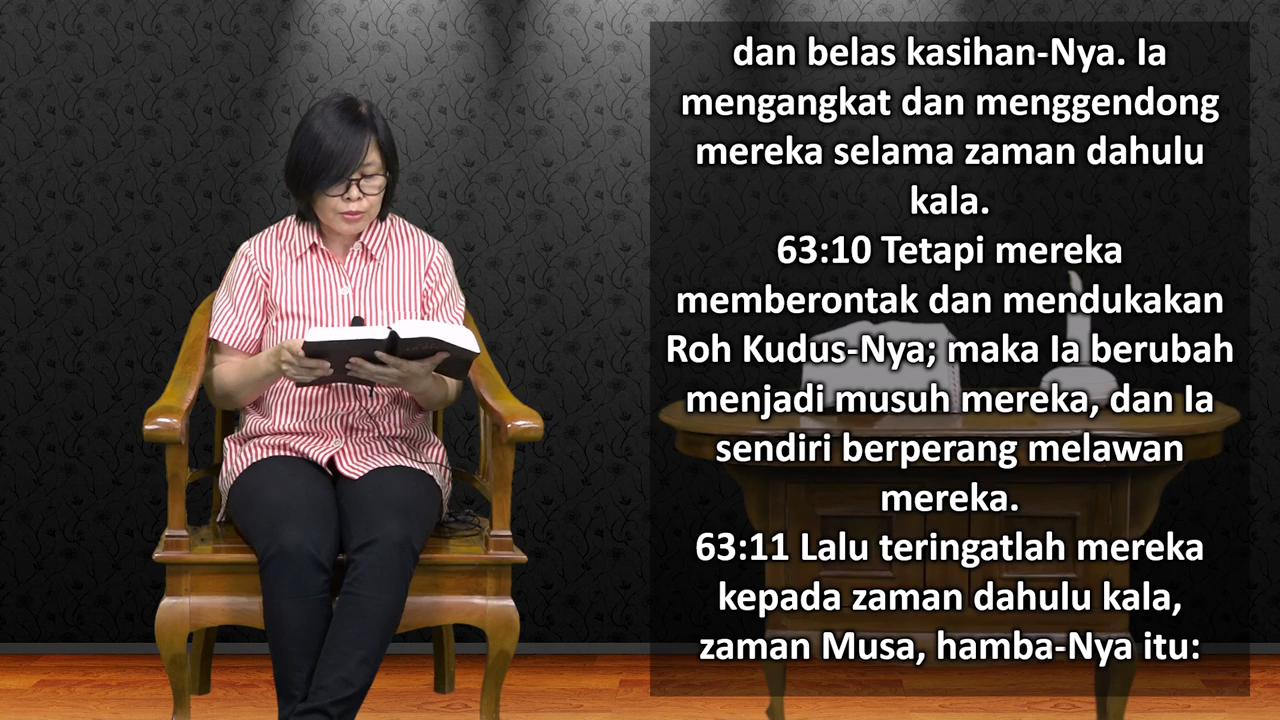 dan belas kasihan-Nya. Ia
mengangkat dan menggendong
mereka selama zaman dahulu
kala.
63:10 Tetapi mereka
memberontak dan mendukakan
Roh Kudus-Nya; maka Ia berubah
menjadi musuh mereka, dan Ia
sendiri berperang melawan
mereka.
63:11 Lalu teringatlah mereka
kepada zaman dahulu kala,
zaman Musa, hamba-Nya itu: